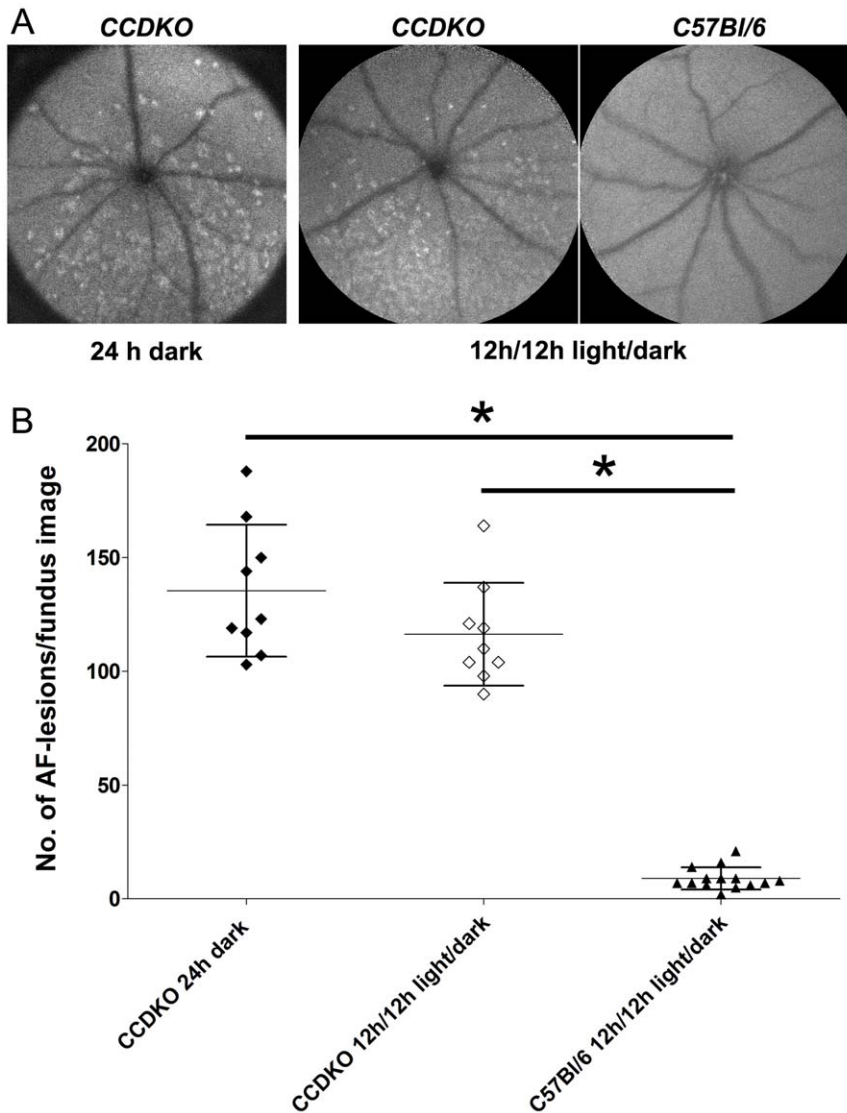 A
CCDKO
CCDKO
C57Bl/6
24 h dark
12h/12h light/dark
B
*
*
No. of AF-lesions/fundus image
200
150
100
50
0
CCDKO 24h dark
CCDKO 12h/12h light/dark
C57Bl/6 12h/12h light/dark